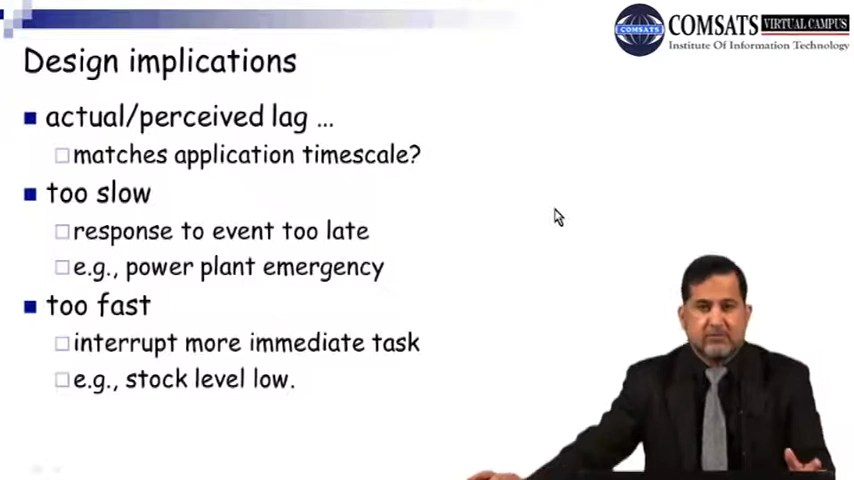 COMSATS VIRTUAL CAMPUS
COMSATS
Institute Of Information Technology
Design implications
actual/perceived lag ...
matches application timescale?
too slow
response to event too late
e.g., power plant emergency
too fast
interrupt more immediate task
e.g., stock level low.